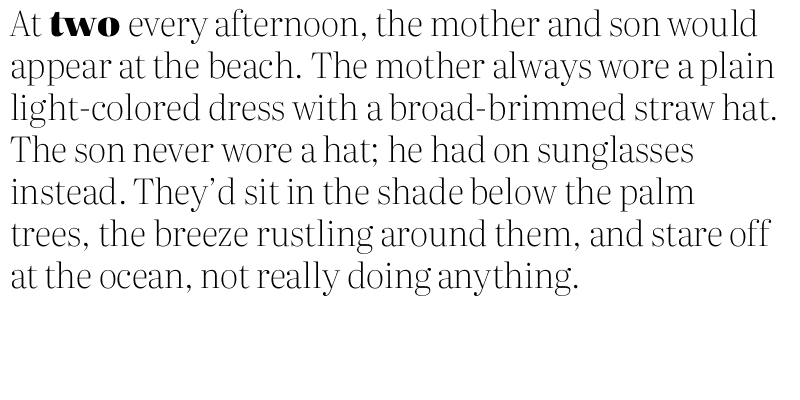 At two every afternoon, the mother and son would
appear at the beach. The mother always wore a plain
light-colored dress with a broad-brimmed straw hat.
The son never wore a hat; he had on sunglasses
instead. They’d sit in the shade below the palm
trees, the breeze rustling around them, and stare off
at the ocean, not really doing anything.